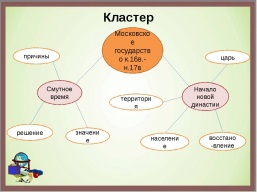 Кластер
Московско
е
государств
о к.16в.-
н.17в
причины
царь
Смутное
время
Начало
новой
династии
территори
я
решение
значени
е
населени
е
восстано
-вление